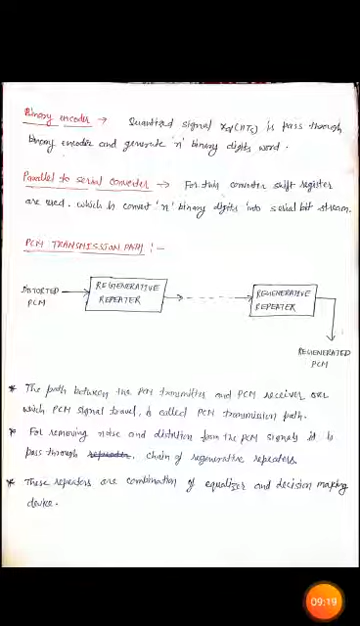 Binary encoder → Quantized signal xq(nTs) is pass through
binary encoder and generate 'n' binary digits word.
Parallel to serial converter → For this converter shift register
are used. which is convert 'n' binary digits into serial bit stream.
PCM TRANSMISSION PATH :-
DISTORTED
PCM
REGENERATIVE
REPEATER
REGENERATIVE
REPEATER
REGENERATED
PCM
* The path between the PCM transmitter and PCM receiver over
which PCM signal travel, is called PCM transmission path.
* For removing noise and distortion from the PCM signals it is
pass through chain of regenerative repeaters.
* These repeaters are combination of equalizer and decision making
device.
09:19